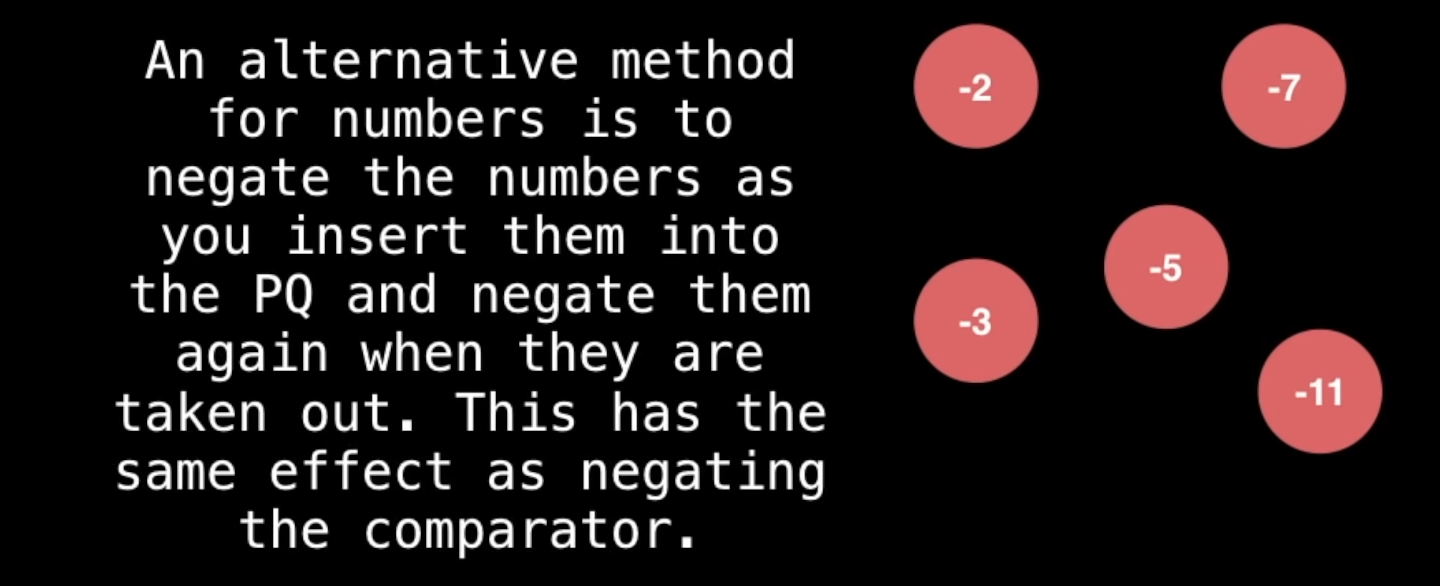 An alternative method
for numbers is to
negate the numbers as
you insert them into
the PQ and negate them
again when they are
taken out. This has the
same effect as negating
the comparator.
-2
-7
-5
-3
-11